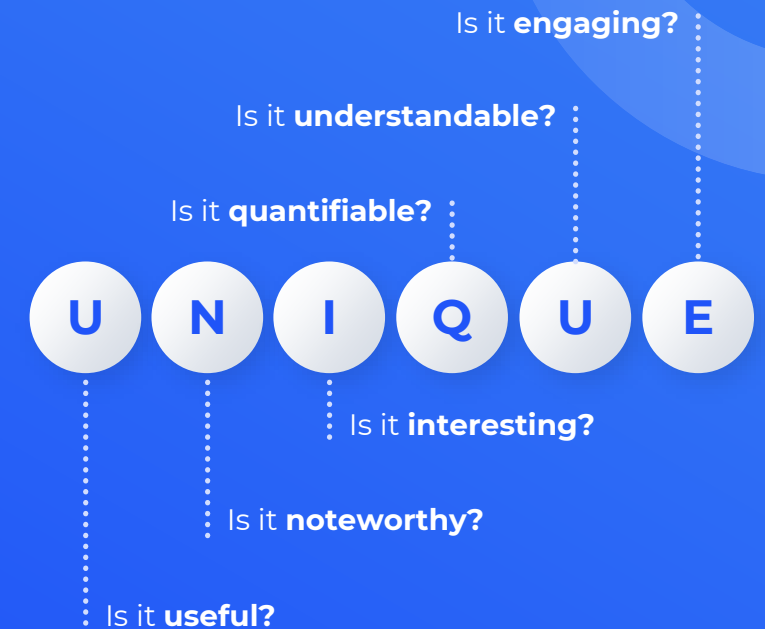 Is it engaging?
Is it understandable?
Is it quantifiable?
U N I Q U E
Is it interesting?
Is it noteworthy?
Is it useful?